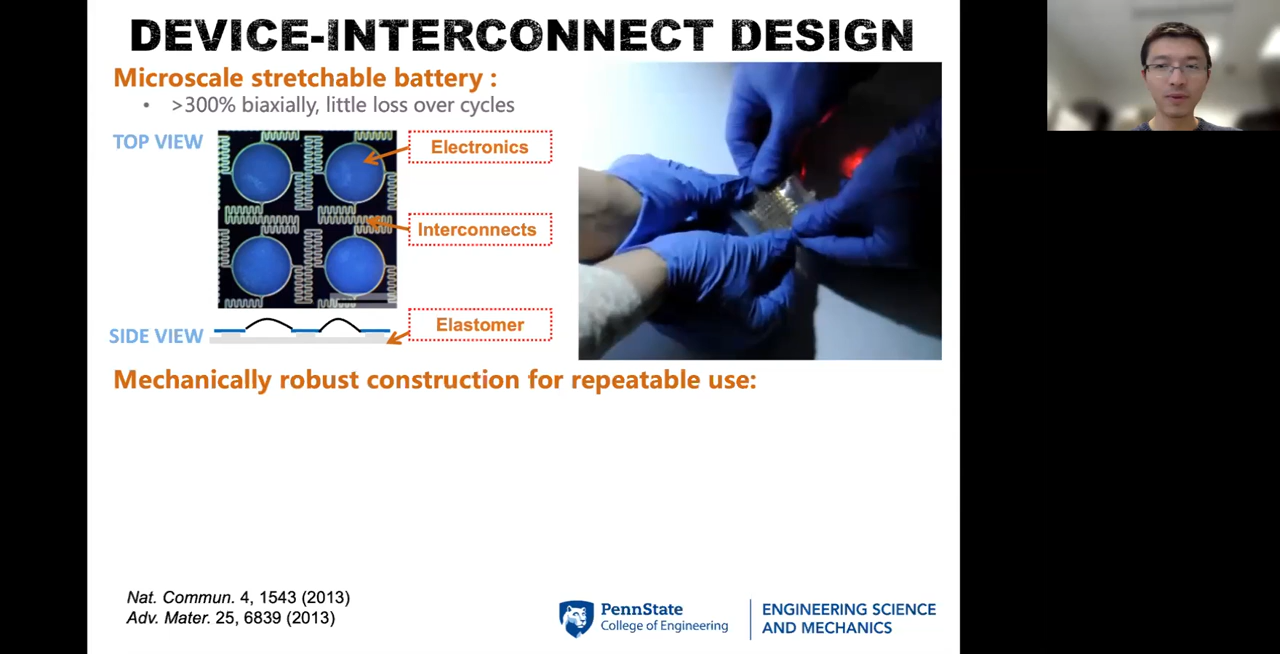 DEVICE-INTERCONNECT DESIGN
Microscale stretchable battery :
• >300% biaxially, little loss over cycles
TOP VIEW
Electronics
Interconnects
SIDE VIEW
Elastomer
Mechanically robust construction for repeatable use:
Nat. Commun. 4, 1543 (2013)
Adv. Mater. 25, 6839 (2013)
PennState
College of Engineering
ENGINEERING SCIENCE
AND MECHANICS